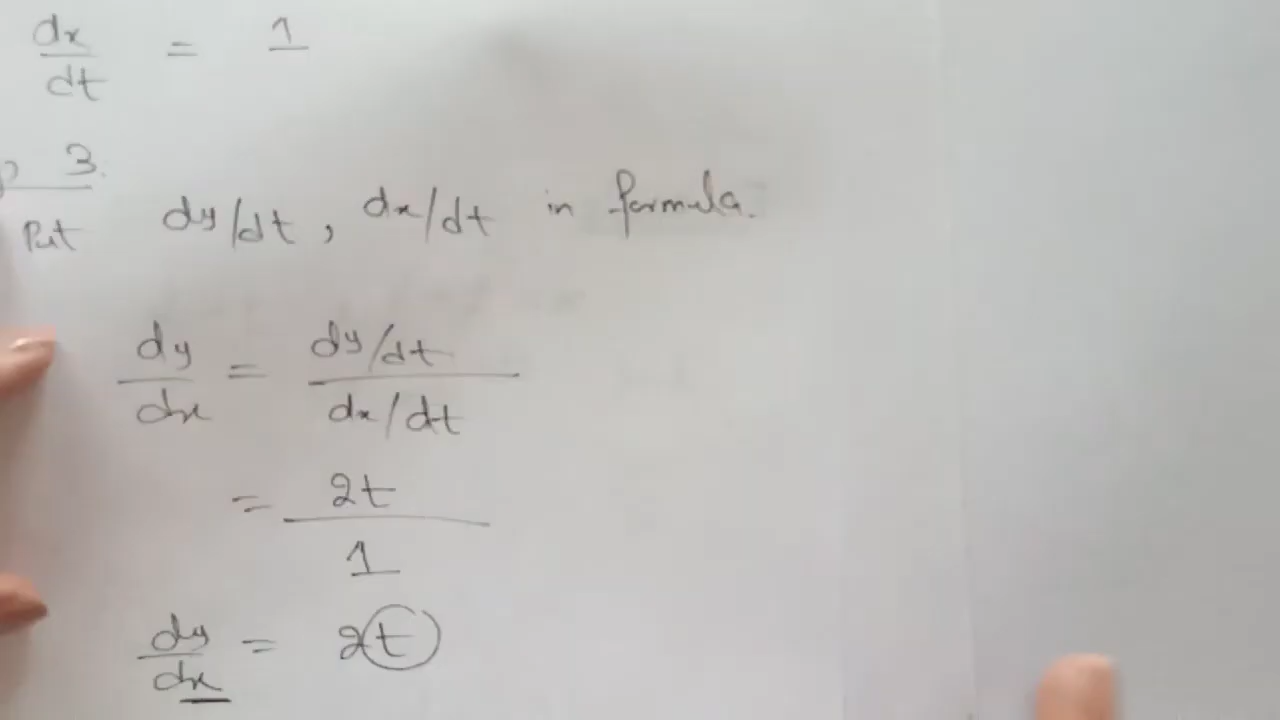 dx/dt = 1
3.
Put dy/dt, dx/dt in formula.
dy/dx = dy/dt / dx/dt
= 2t / 1
dy/dx = 2t